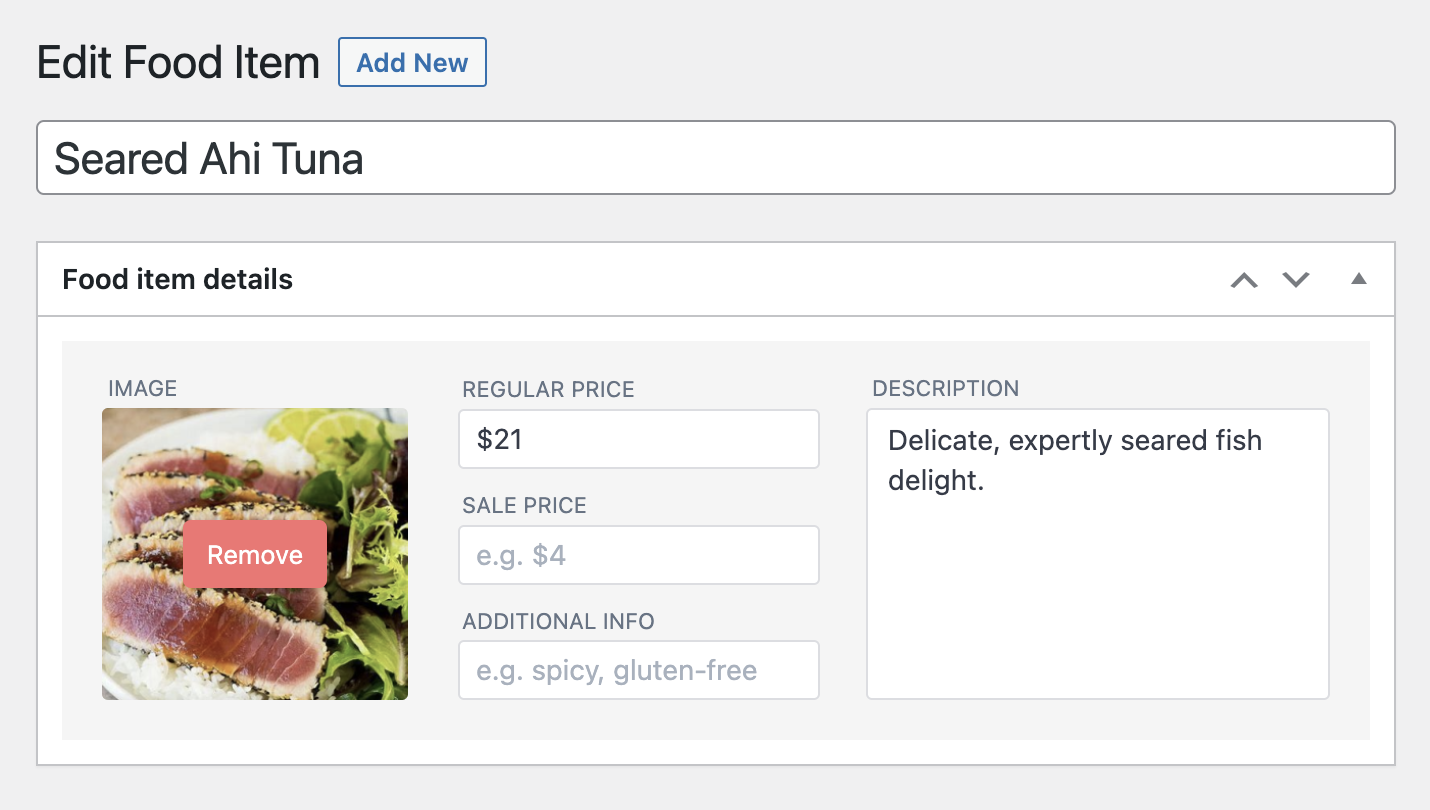 Edit Food Item Add New
Seared Ahi Tuna
Food item details
IMAGE
Remove
REGULAR PRICE
$21
SALE PRICE
e.g. $4
ADDITIONAL INFO
e.g. spicy, gluten-free
DESCRIPTION
Delicate, expertly seared fish
delight.